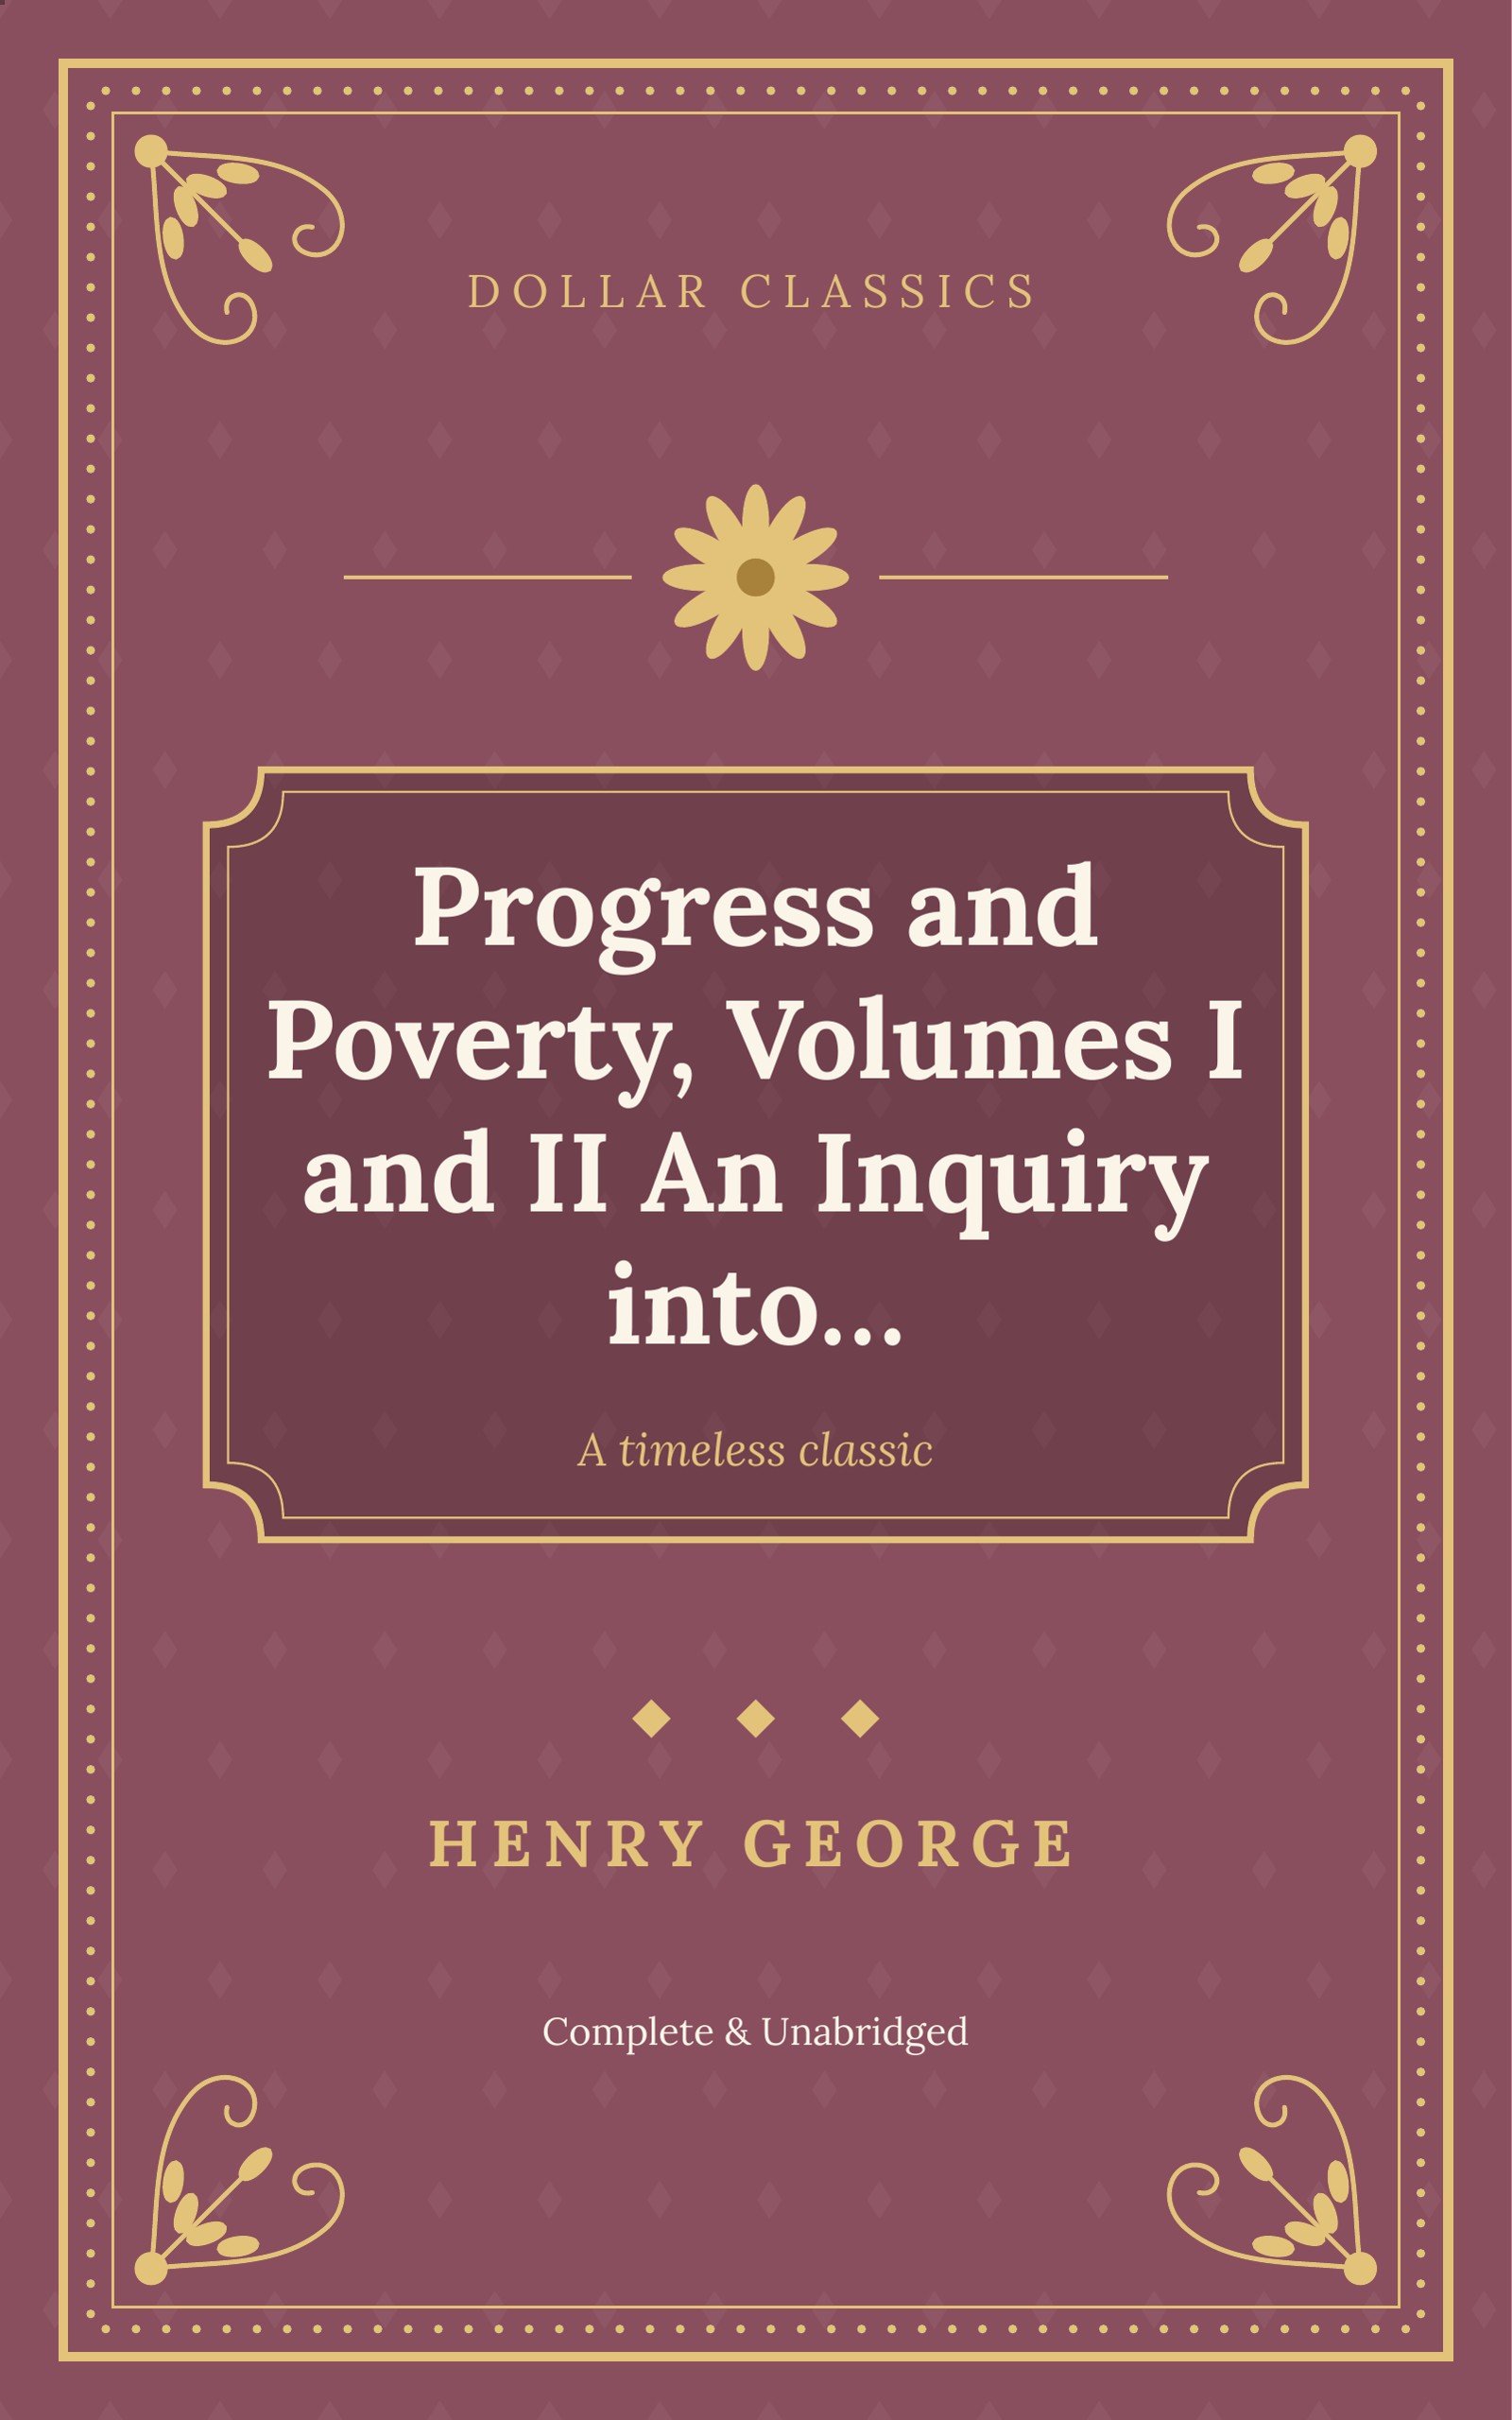 DOLLAR CLASSICS
Progress and
Poverty, Volumes I
and II An Inquiry
into...
A timeless classic
HENRY GEORGE
Complete & Unabridged